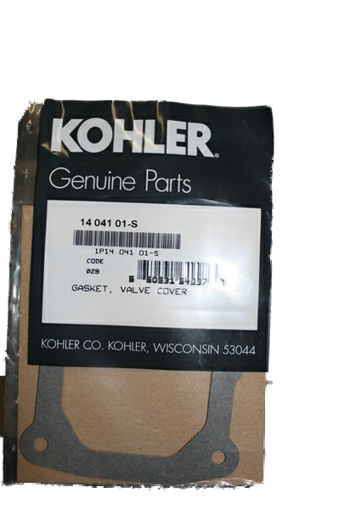 KOHLER.
Genuine Parts
14 041 01-S
1P14 041 01-S
CODE
029
GASKET, VALVE COVER
KOHLER CO. KOHLER, WISCONSIN 53044